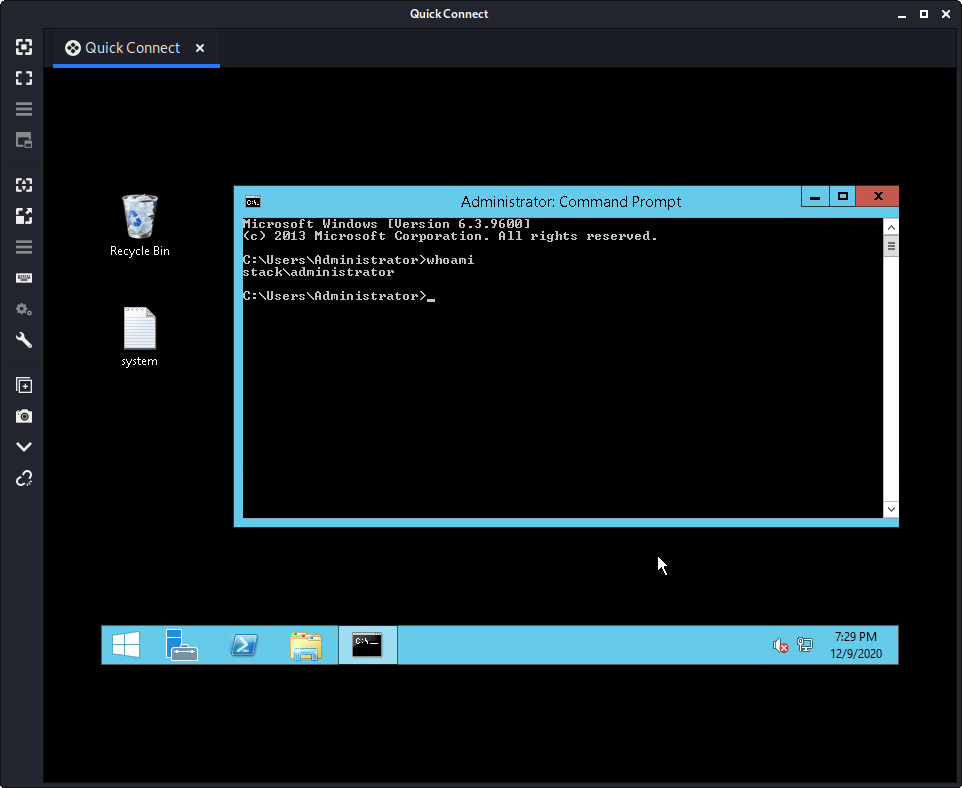 Quick Connect
Quick Connect
Recycle Bin
system
Administrator: Command Prompt
Microsoft Windows [Version 6.3.9600]
(c) 2013 Microsoft Corporation. All rights reserved.
C:\Users\Administrator>whoami
stack\administrator
C:\Users\Administrator>_
7:29 PM
12/9/2020